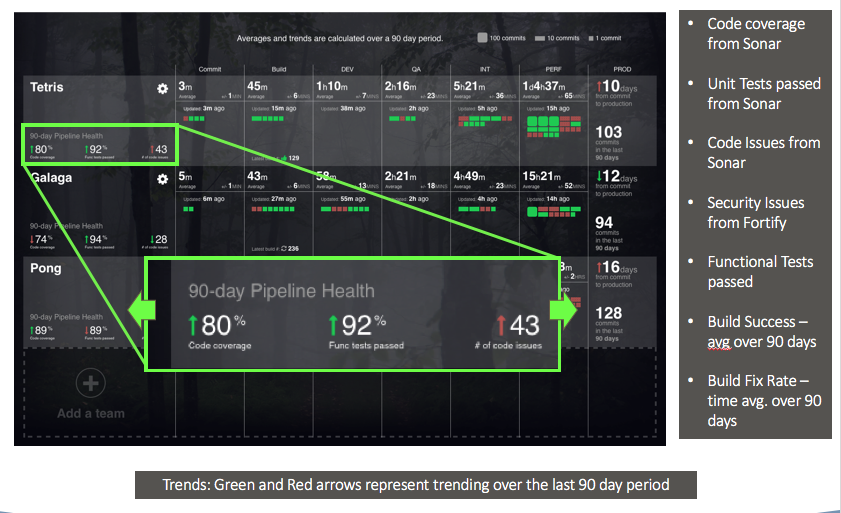 Averages and trends are calculated over a 90 day period.
100 commits
10 commits
1 commit
Commit
Build
DEV
QA
INT
PERF
PROD
Tetris
3m
Average
+/- 1MIN
Updated: 3m ago
45m
Average
+/- 6MINS
Updated: 15m ago
Latest build 129
1h10m
Average
+/- 7MINS
Updated: 38m ago
2h16m
Average
+/- 23MINS
Updated: 2h ago
5h21m
Average
+/- 36MINS
Updated: 5h ago
1d4h37m
Average
+/- 65MINS
Updated: 15h ago
10days
from commit
to production
103
commits
in the last
90 days
90-day Pipeline Health
80%
Code coverage
92%
Func tests passed
43
# of code issues
Galaga
5m
Average
+/- 1MIN
Updated: 6m ago
43m
Average
+/- 6MINS
Updated: 27m ago
Latest build #: 236
58m
Average
13MINS
Updated: 55m ago
2h21m
Average
+/- 18MINS
Updated: 2h ago
4h49m
Average
+/- 23MINS
Updated: 4h ago
15h21m
Average
+/- 52MINS
Updated: 14h ago
12days
from commit
to production
94
commits
in the last
90 days
90-day Pipeline Health
74%
Code coverage
94%
Func tests passed
28
# of code issues
Pong
3m
2HRS
ago
16days
from commit
to production
128
commits
in the last
90 days
90-day Pipeline Health
89%
Code coverage
89%
Func tests passed
90-day Pipeline Health
80%
Code coverage
92%
Func tests passed
43
# of code issues
Add a team
• Code coverage
from Sonar
• Unit Tests passed
from Sonar
• Code Issues from
Sonar
• Security Issues
from Fortify
• Functional Tests
passed
• Build Success –
avg over 90 days
• Build Fix Rate –
time avg. over 90
days
Trends: Green and Red arrows represent trending over the last 90 day period